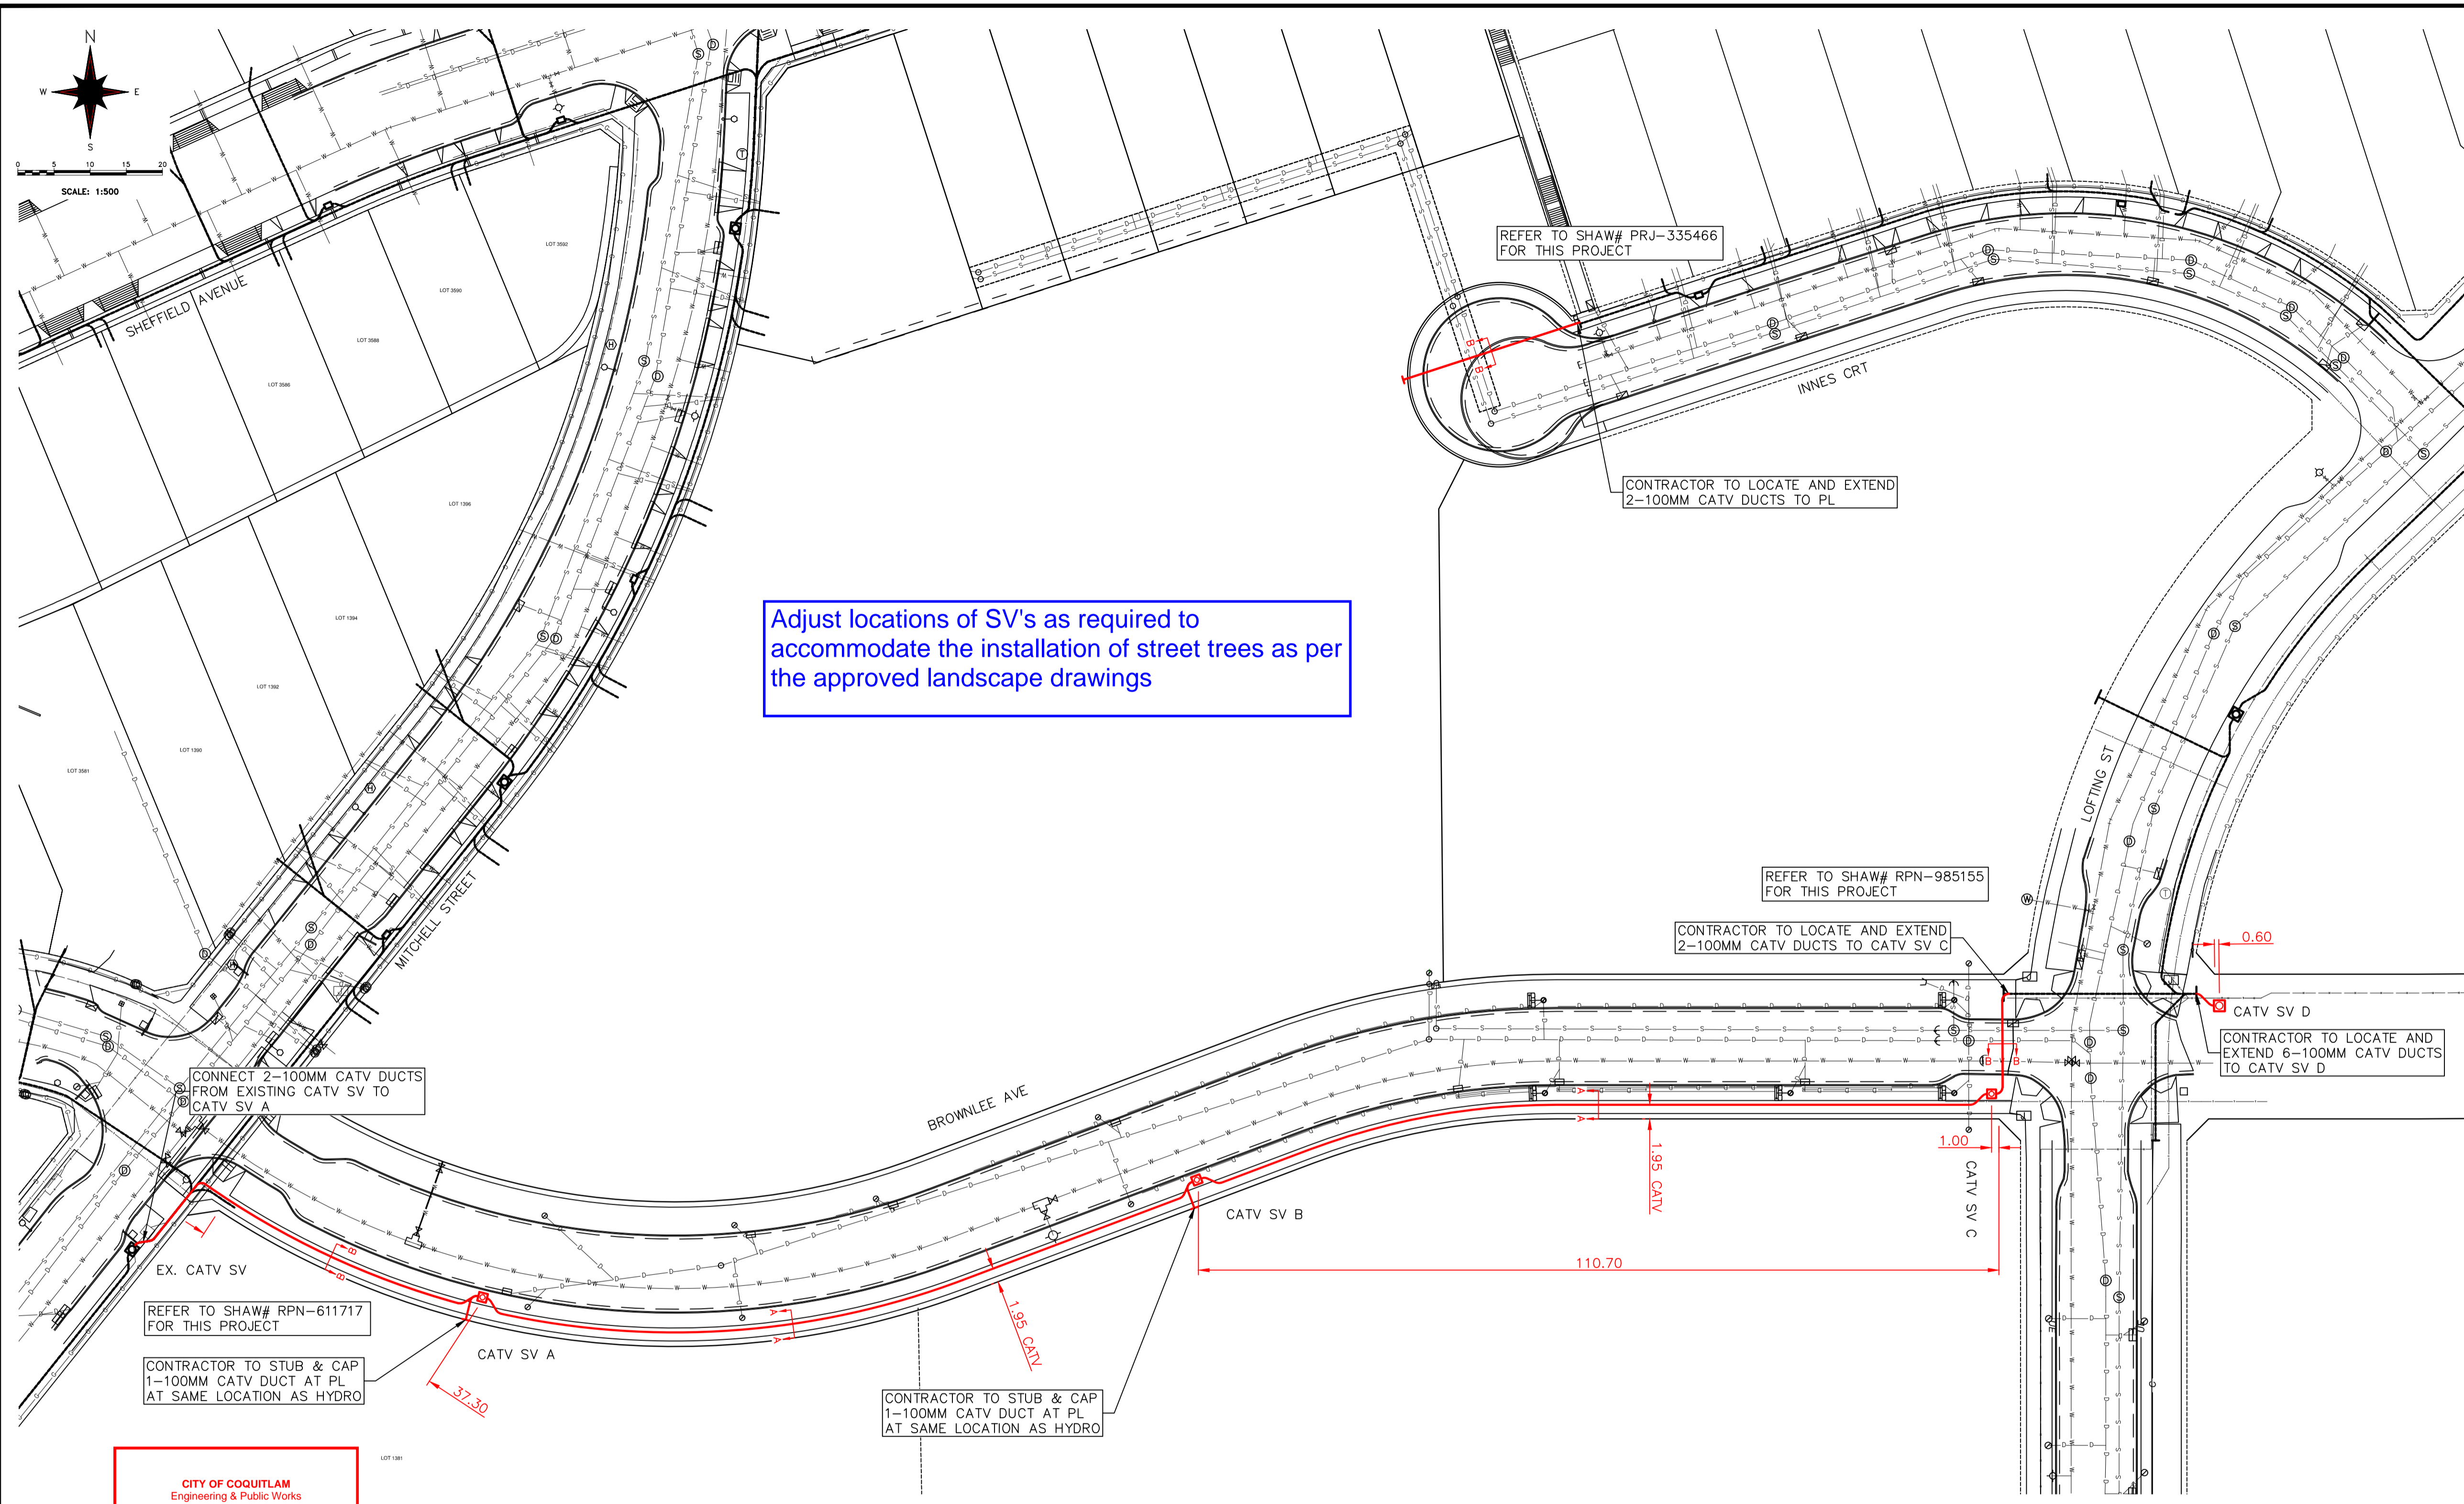 N
W
E
S
0 5 10 15 20
SCALE: 1:500
SHEFFIELD AVENUE
LOT 3592
LOT 3590
LOT 3588
LOT 3586
LOT 1396
LOT 1394
LOT 1392
LOT 1390
LOT 3581
MITCHELL STREET
REFER TO SHAW# PRJ-335466
FOR THIS PROJECT
INNES CRT
CONTRACTOR TO LOCATE AND EXTEND
2-100MM CATV DUCTS TO PL
B
B
Adjust locations of SV's as required to
accommodate the installation of street trees as per
the approved landscape drawings
LOFTING ST
REFER TO SHAW# RPN-985155
FOR THIS PROJECT
CONTRACTOR TO LOCATE AND EXTEND
2-100MM CATV DUCTS TO CATV SV C
0.60
CATV SV D
CONTRACTOR TO LOCATE AND
EXTEND 6-100MM CATV DUCTS
TO CATV SV D
B
B
CONNECT 2-100MM CATV DUCTS
FROM EXISTING CATV SV TO
CATV SV A
BROWNLEE AVE
A
A
1.95 CATV
1.00
CATV SV C
CATV SV B
110.70
EX. CATV SV
B
B
REFER TO SHAW# RPN-611717
FOR THIS PROJECT
A
A
1.95 CATV
CATV SV A
CONTRACTOR TO STUB & CAP
1-100MM CATV DUCT AT PL
AT SAME LOCATION AS HYDRO
37.30
CONTRACTOR TO STUB & CAP
1-100MM CATV DUCT AT PL
AT SAME LOCATION AS HYDRO
LOT 1381
CITY OF COQUITLAM
Engineering & Public Works